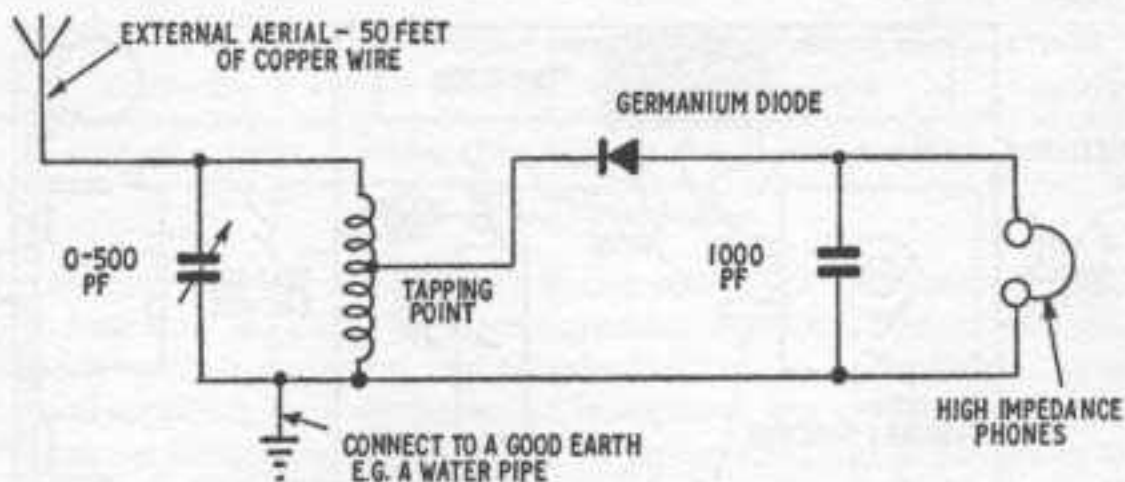 EXTERNAL AERIAL - 50 FEET
OF COPPER WIRE
GERMANIUM DIODE
0-500
PF
TAPPING
POINT
1000
PF
HIGH IMPEDANCE
PHONES
CONNECT TO A GOOD EARTH
E.G. A WATER PIPE